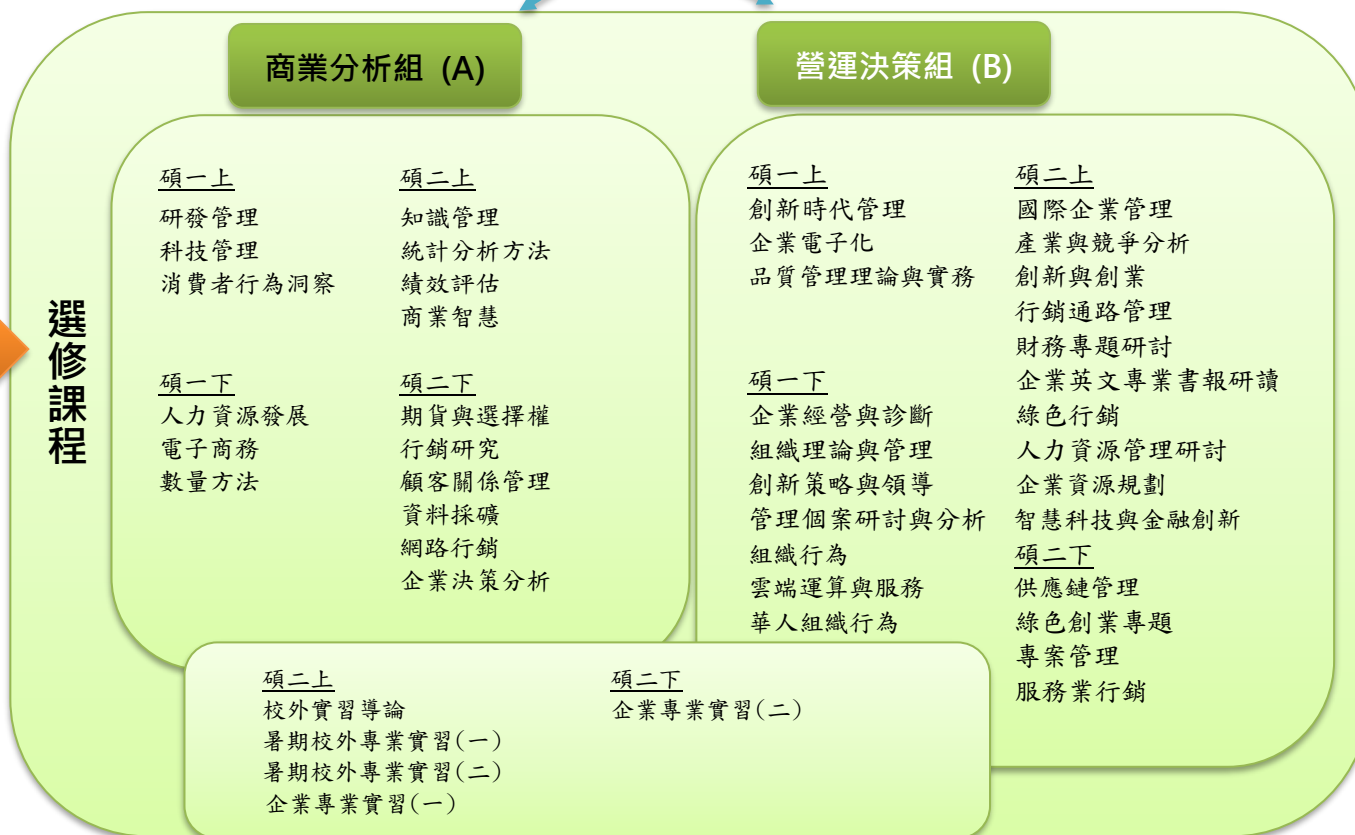 選修課程
商業分析組 (A)
碩一上
研發管理
科技管理
消費者行為洞察
碩一下
人力資源發展
電子商務
數量方法
碩二上
知識管理
統計分析方法
績效評估
商業智慧
碩二下
期貨與選擇權
行銷研究
顧客關係管理
資料採礦
網路行銷
企業決策分析
營運決策組 (B)
碩一上
創新時代管理
企業電子化
品質管理理論與實務
碩一下
企業經營與診斷
組織理論與管理
創新策略與領導
管理個案研討與分析
組織行為
雲端運算與服務
華人組織行為
碩二上
國際企業管理
產業與競爭分析
創新與創業
行銷通路管理
財務專題研討
企業英文專業書報研讀
綠色行銷
人力資源管理研討
企業資源規劃
智慧科技與金融創新
碩二下
供應鏈管理
綠色創業專題
專案管理
服務業行銷
碩二上
校外實習導論
暑期校外專業實習(一)
暑期校外專業實習(二)
企業專業實習(一)
碩二下
企業專業實習(二)